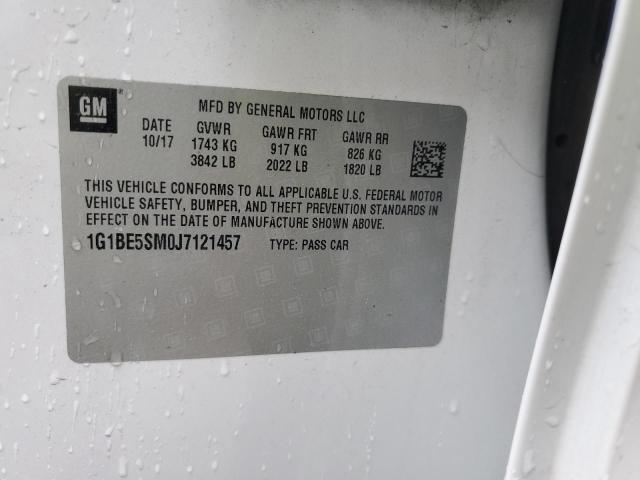 GM
MFD BY GENERAL MOTORS LLC
DATE GVWR GAWR FRT GAWR RR
10/17 1743 KG 917 KG 826 KG
3842 LB 2022 LB 1820 LB
THIS VEHICLE CONFORMS TO ALL APPLICABLE U.S. FEDERAL MOTOR
VEHICLE SAFETY, BUMPER, AND THEFT PREVENTION STANDARDS IN
EFFECT ON THE DATE OF MANUFACTURE SHOWN ABOVE.
1G1BE5SM0J7121457 TYPE: PASS CAR